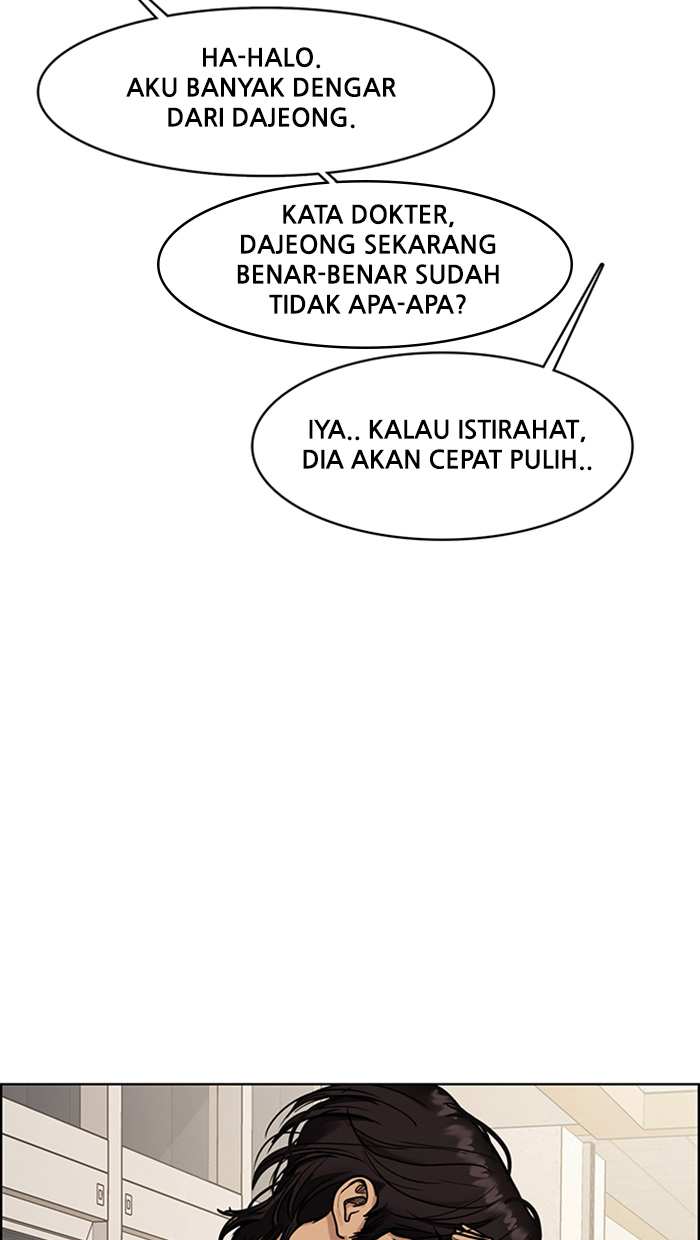 HA-HALO.
AKU BANYAK DENGAR
DARI DAJEONG.
KATA DOKTER,
DAJEONG SEKARANG
BENAR-BENAR SUDAH
TIDAK APA-APA?
IYA.. KALAU ISTIRAHAT,
DIA AKAN CEPAT PULIH..